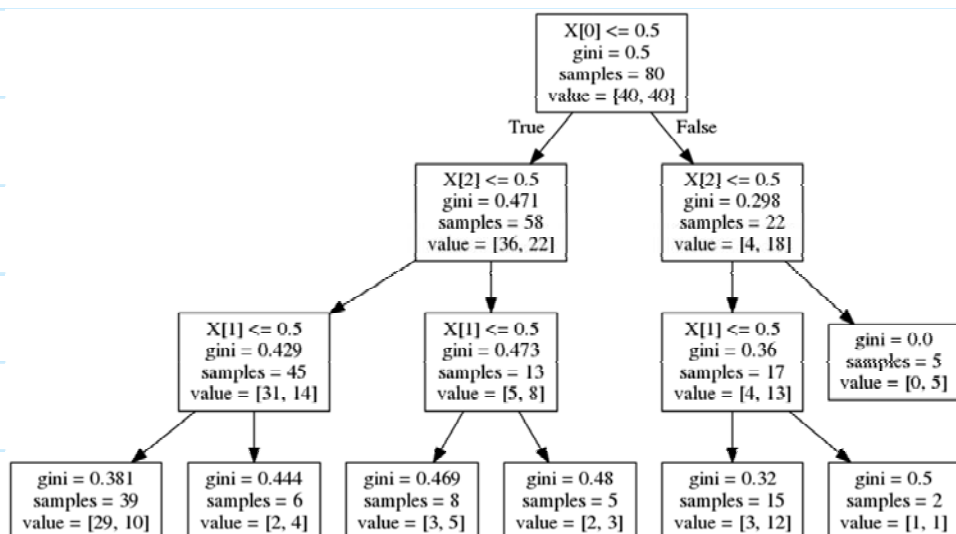 X[0] <= 0.5
gini = 0.5
samples = 80
value = [40, 40]
True
False
X[2] <= 0.5
gini = 0.471
samples = 58
value = [36, 22]
X[2] <= 0.5
gini = 0.298
samples = 22
value = [4, 18]
X[1] <= 0.5
gini = 0.429
samples = 45
value = [31, 14]
X[1] <= 0.5
gini = 0.473
samples = 13
value = [5, 8]
X[1] <= 0.5
gini = 0.36
samples = 17
value = [4, 13]
gini = 0.0
samples = 5
value = [0, 5]
gini = 0.381
samples = 39
value = [29, 10]
gini = 0.444
samples = 6
value = [2, 4]
gini = 0.469
samples = 8
value = [3, 5]
gini = 0.48
samples = 5
value = [2, 3]
gini = 0.32
samples = 15
value = [3, 12]
gini = 0.5
samples = 2
value = [1, 1]